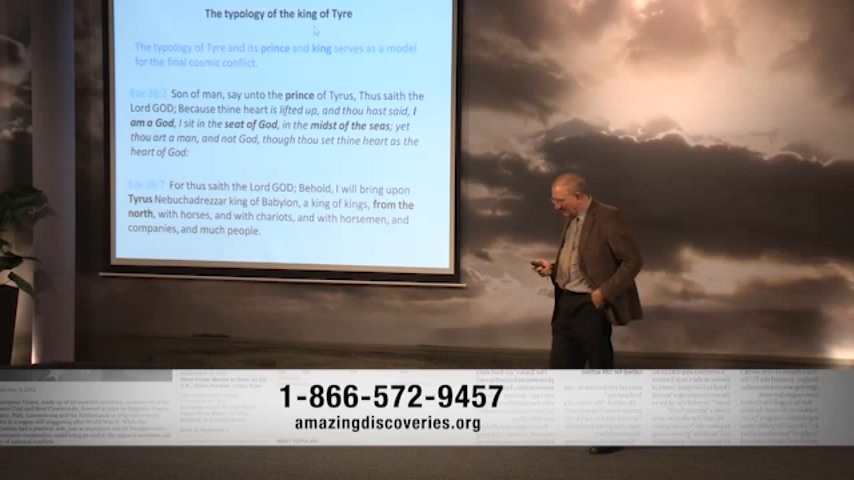 The typology of the king of Tyre
The typology of Tyre and its prince and king serves as a model
for the final cosmic conflict.
Son of man, say unto the prince of Tyrus, Thus saith the
Lord GOD; Because thine heart is lifted up, and thou hast said, I
am a God, I sit in the seat of God, in the midst of the seas; yet
thou art a man, and not God, though thou set thine heart as the
heart of God:
For thus saith the Lord GOD; Behold, I will bring upon
Tyrus Nebuchadrezzar king of Babylon, a king of kings, from the
north, with horses, and with chariots, and with horsemen, and
companies, and much people.
1-866-572-9457
amazingdiscoveries.org